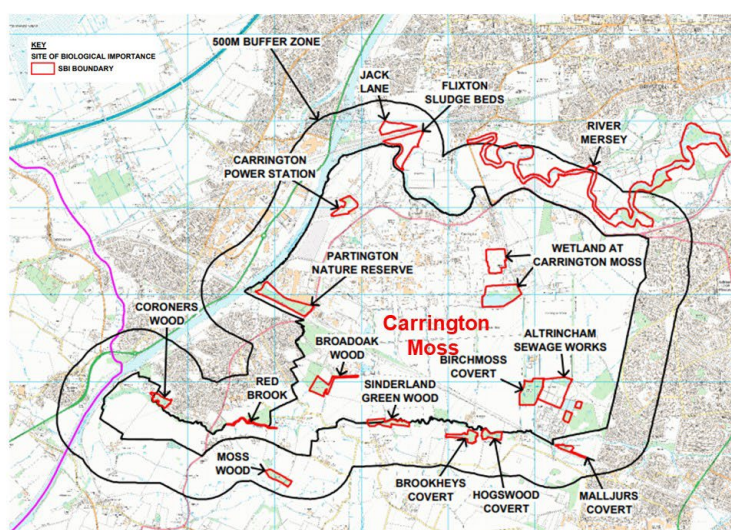 KEY
SITE OF BIOLOGICAL IMPORTANCE
SBI BOUNDARY
500M BUFFER ZONE
JACK
LANE
FLIXTON
SLUDGE BEDS
RIVER
MERSEY
CARRINGTON
POWER STATION
WETLAND AT
CARRINGTON MOSS
PARTINGTON
NATURE RESERVE
CORONERS
WOOD
Carrington
Moss
BROADOAK
WOOD
ALTRINCHAM
SEWAGE WORKS
BIRCHMOSS
COVERT
RED
BROOK
SINDERLAND
GREEN WOOD
MOSS
WOOD
BROOKHEYS
COVERT
HOGSWOOD
COVERT
MALLJURS
COVERT